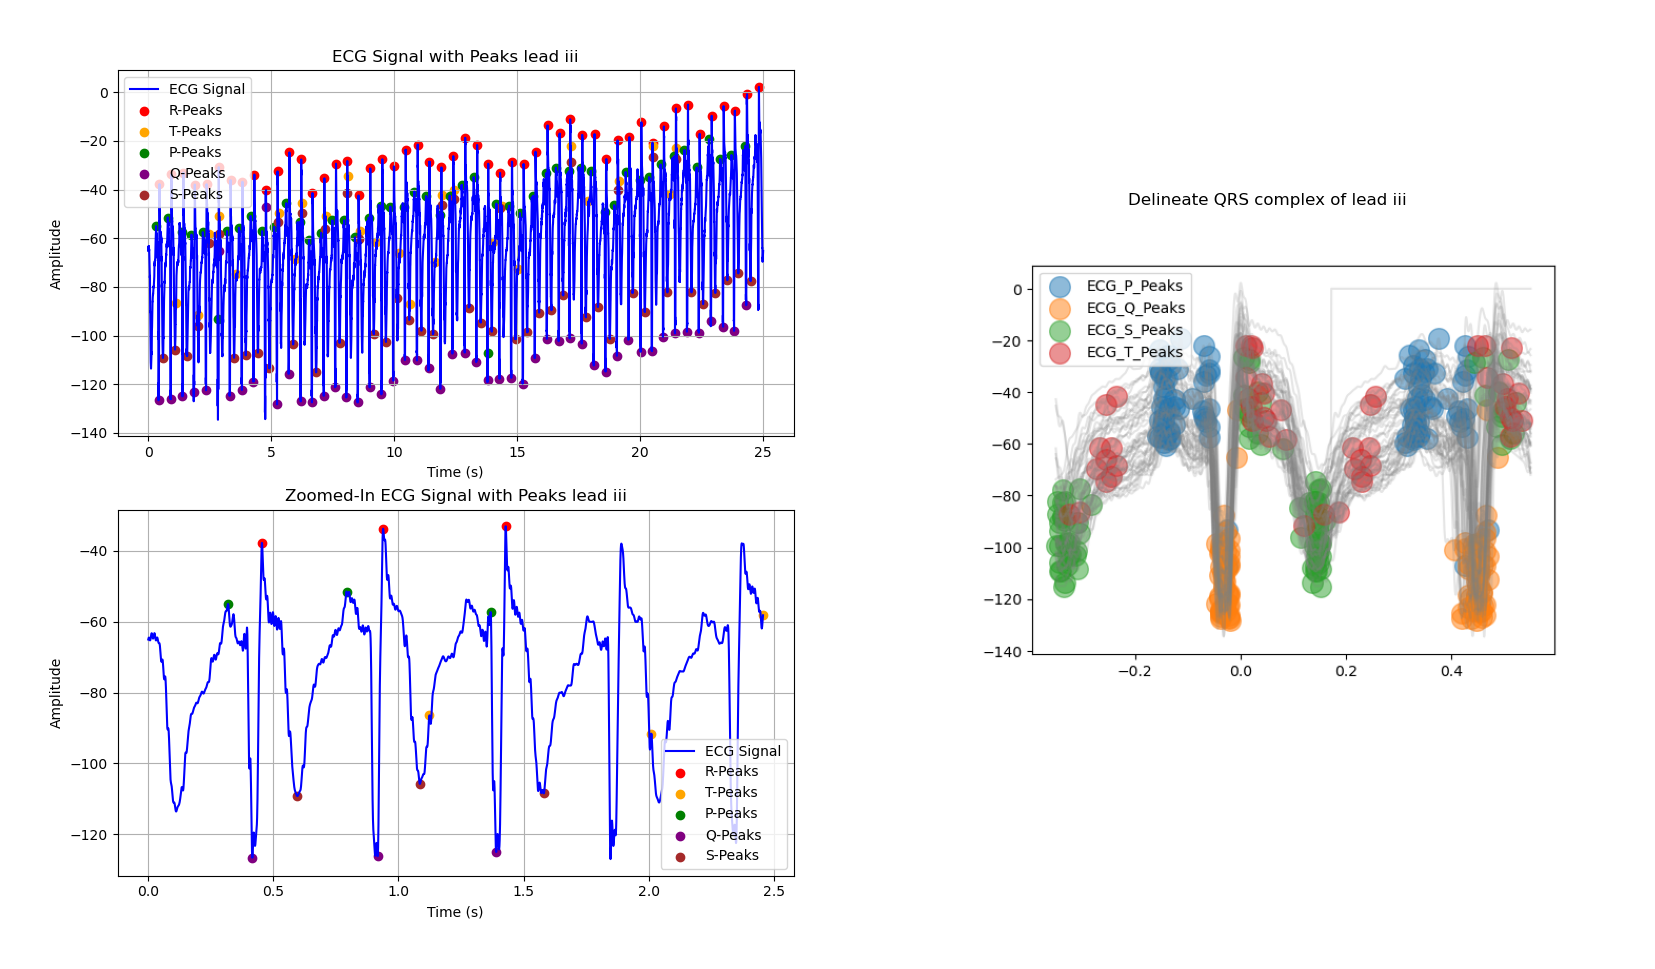 ECG Signal with Peaks lead iii
Amplitude
0
−20
−40
−60
−80
−100
−120
−140
ECG Signal
R-Peaks
T-Peaks
P-Peaks
Q-Peaks
S-Peaks
0 5 10 15 20 25
Time (s)
Zoomed-In ECG Signal with Peaks lead iii
Amplitude
−40
−60
−80
−100
−120
ECG Signal
R-Peaks
T-Peaks
P-Peaks
Q-Peaks
S-Peaks
0.0 0.5 1.0 1.5 2.0 2.5
Time (s)
Delineate QRS complex of lead iii
0
−20
−40
−60
−80
−100
−120
−140
ECG_P_Peaks
ECG_Q_Peaks
ECG_S_Peaks
ECG_T_Peaks
−0.2 0.0 0.2 0.4